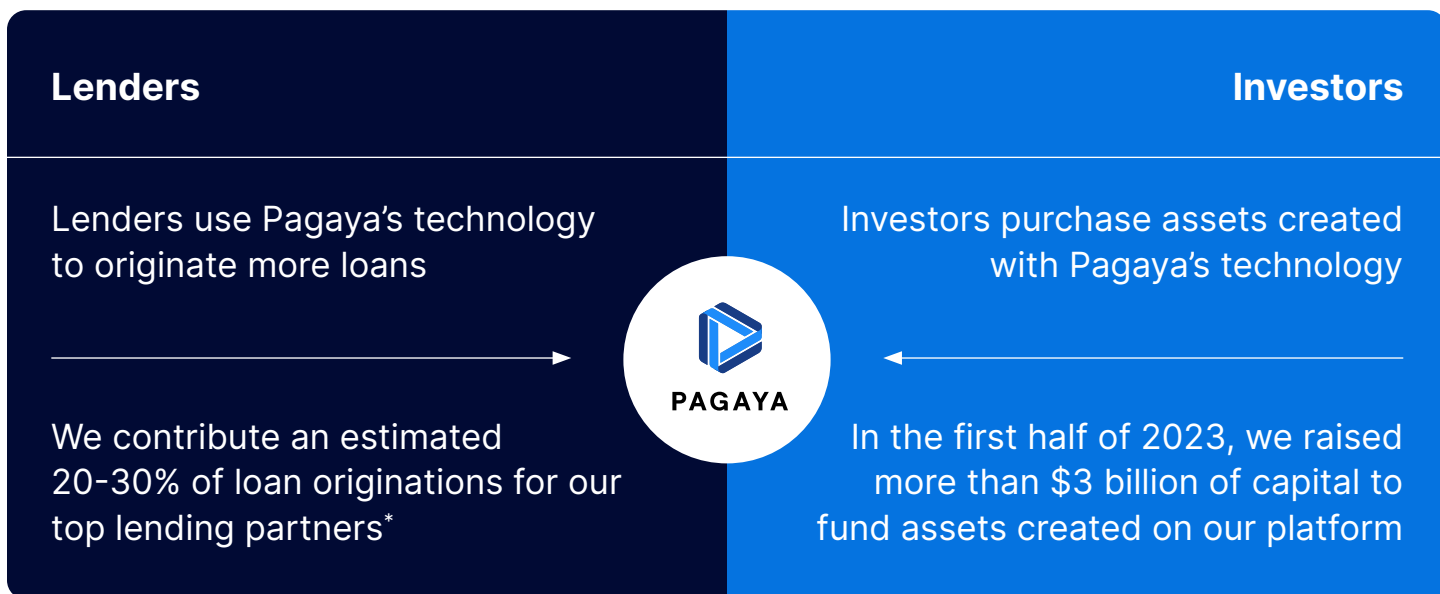 Lenders
Lenders use Pagaya’s technology
to originate more loans
We contribute an estimated
20-30% of loan originations for our
top lending partners*
PAGAYA
Investors
Investors purchase assets created
with Pagaya’s technology
In the first half of 2023, we raised
more than $3 billion of capital to
fund assets created on our platform